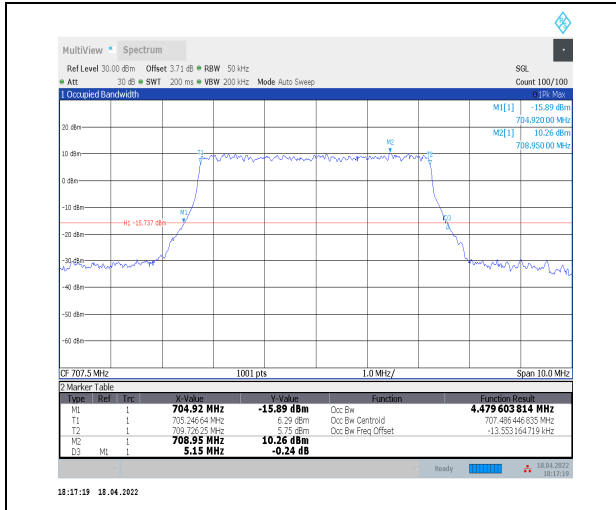 MultiView Spectrum
Ref Level 30.00 dBm Offset 3.71 dB RBW 50 kHz SGL
Att 30 dB SWT 200 ms VBW 200 kHz Mode Auto Sweep Count 100/100
1 Occupied Bandwidth 1Pk Max
M1[1] -15.89 dBm
704.92000 MHz
M2[1] 10.26 dBm
708.95000 MHz
20 dBm
M2
T1 T2
10 dBm
0 dBm
-10 dBm
M1
D3
H1 -15.737 dBm
-20 dBm
-30 dBm
-40 dBm
-50 dBm
-60 dBm
CF 707.5 MHz 1001 pts 1.0 MHz/ Span 10.0 MHz
2 Marker Table
Type Ref Trc X-Value Y-Value Function Function Result
M1 1 704.92 MHz -15.89 dBm Occ Bw 4.479 603 814 MHz
T1 1 705.246 64 MHz 6.29 dBm Occ Bw Centroid 707.486 446 835 MHz
T2 1 709.726 25 MHz 5.75 dBm Occ Bw Freq Offset -13.553 164 719 kHz
M2 1 708.95 MHz 10.26 dBm
D3 M1 1 5.15 MHz -0.24 dB
Ready 18.04.2022
18:17:19
18:17:19 18.04.2022